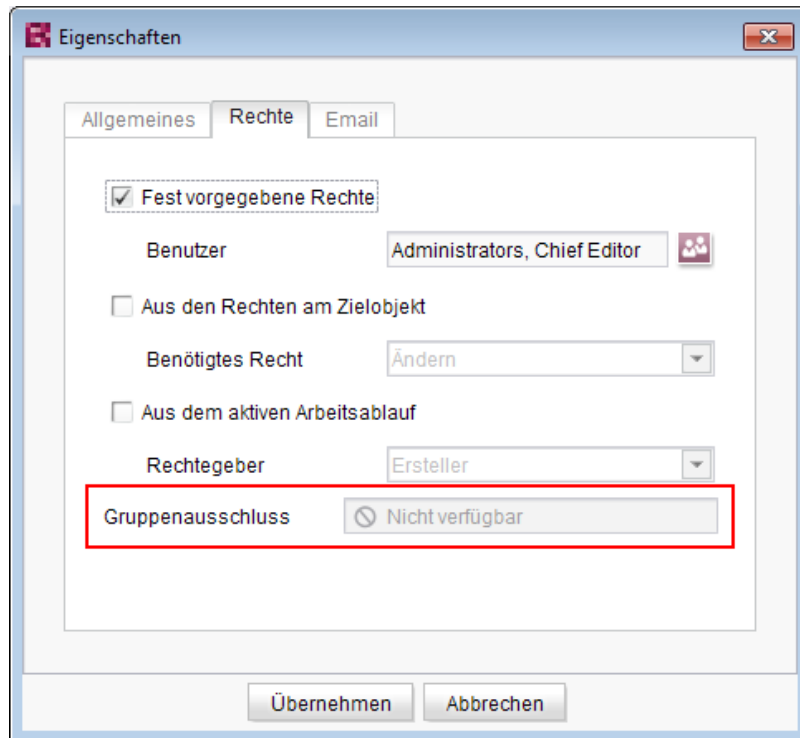 Eigenschaften
Allgemeines Rechte Email
Fest vorgegebene Rechte
Benutzer Administrators, Chief Editor
Aus den Rechten am Zielobjekt
Benötigtes Recht Ändern
Aus dem aktiven Arbeitsablauf
Rechtegeber Ersteller
Gruppenausschluss Nicht verfügbar
Übernehmen Abbrechen